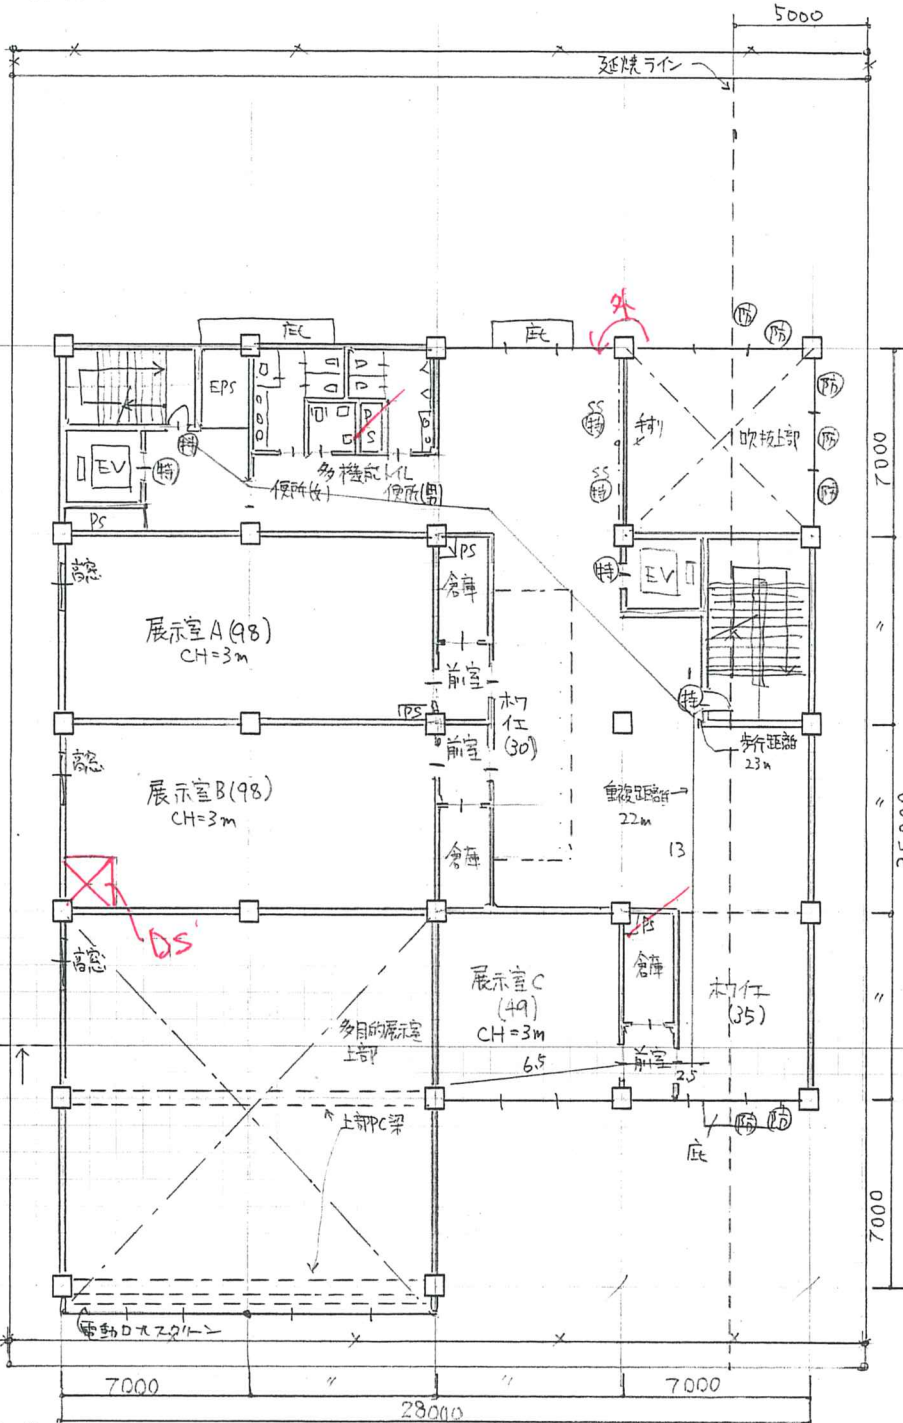 5000
延焼ライン
防
防
庇
庇
EPS
PS
SS
特
手すり
吹抜上部
防
防
防
7000
特
EV
特
多機能トイレ
便所(女)
便所(男)
SS
特
PS
PS
高窓
倉庫
特
EV
〃
展示室A(98)
CH=3m
前室
ホワイエ
(30)
特
PS
歩行距離
23m
高窓
前室
展示室B(98)
CH=3m
重複距離
22m
〃
13
倉庫
DS
PS
高窓
展示室C
(49)
CH=3m
倉庫
ホワイエ
(35)
〃
多目的展示室
上部
6.5
前室
2.5
上部PC梁
庇
防
防
7000
電動ロールスクリーン
7000
〃
〃
7000
28000